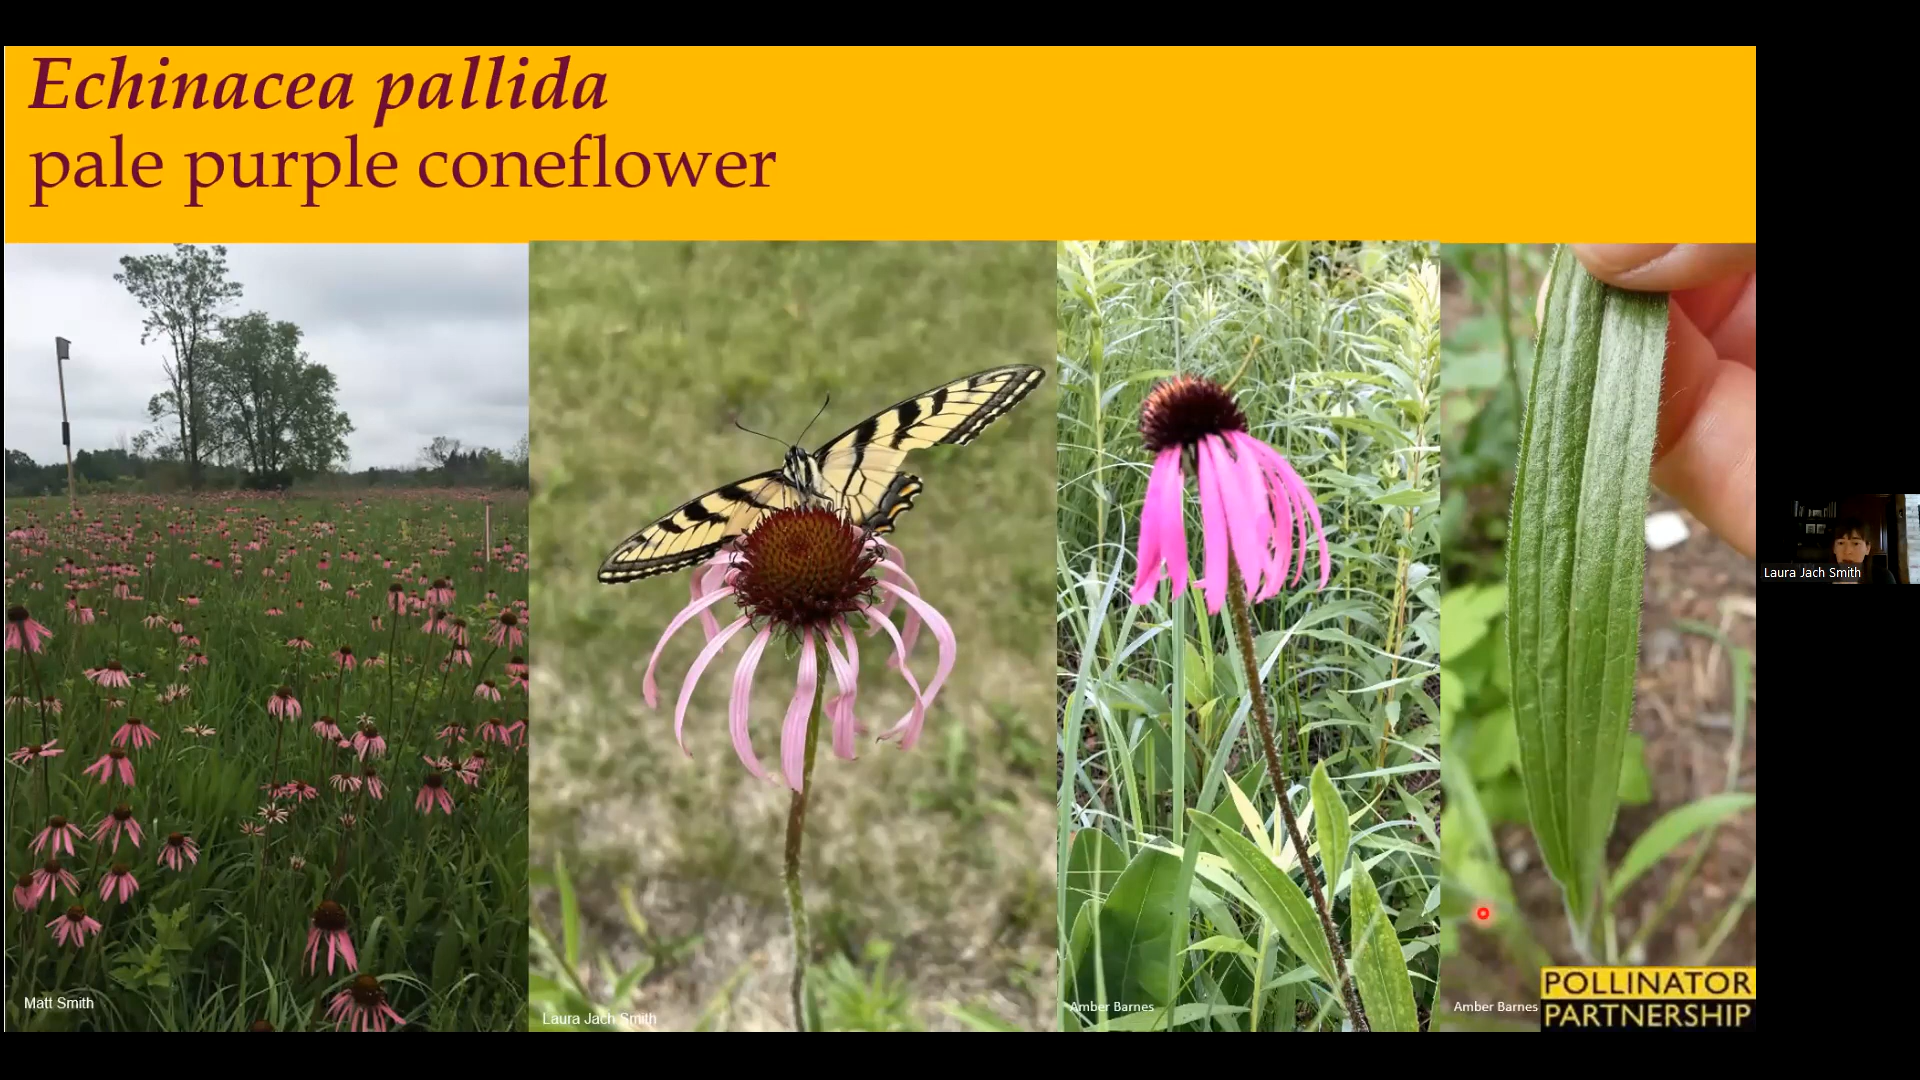 Echinacea pallida
pale purple coneflower
Matt Smith
Laura Jach Smith
Amber Barnes
Amber Barnes
POLLINATOR
PARTNERSHIP
Laura Jach Smith